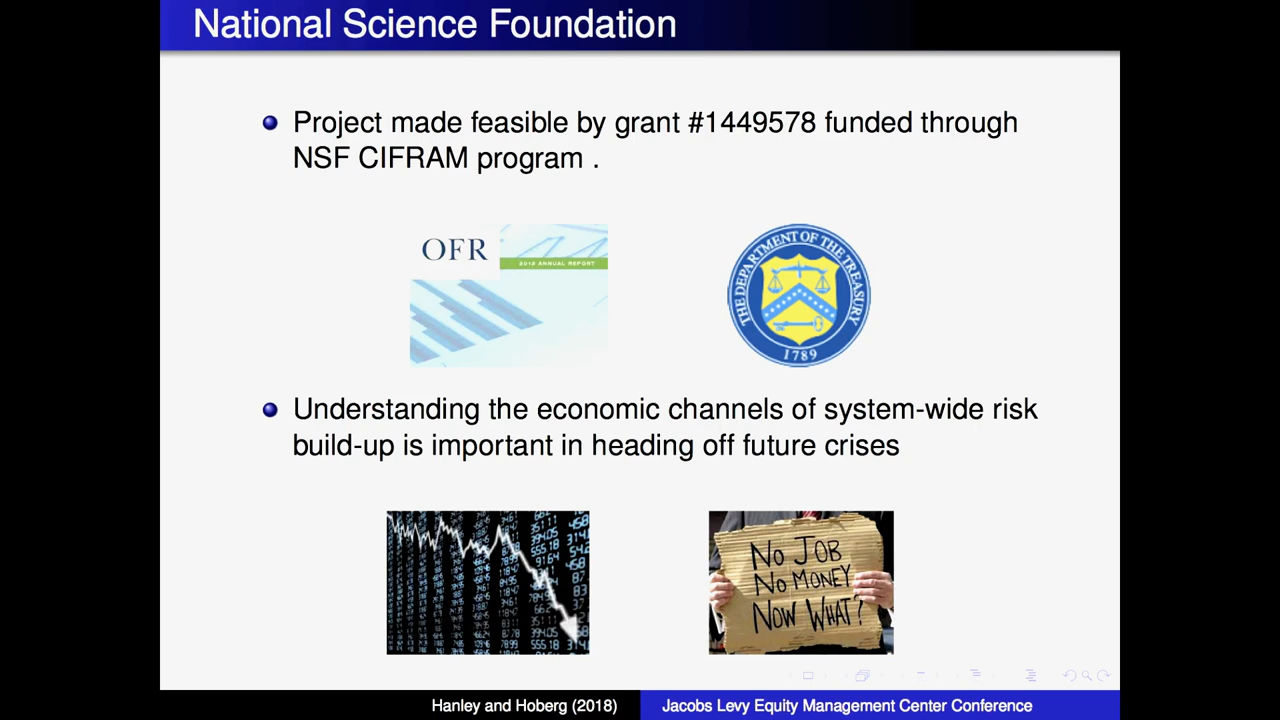 National Science Foundation
Project made feasible by grant #1449578 funded through
NSF CIFRAM program .
OFR
2012 ANNUAL REPORT
THE DEPARTMENT OF THE TREASURY
1789
Understanding the economic channels of system-wide risk
build-up is important in heading off future crises
NO JOB
NO MONEY
NOW WHAT?
Hanley and Hoberg (2018)
Jacobs Levy Equity Management Center Conference